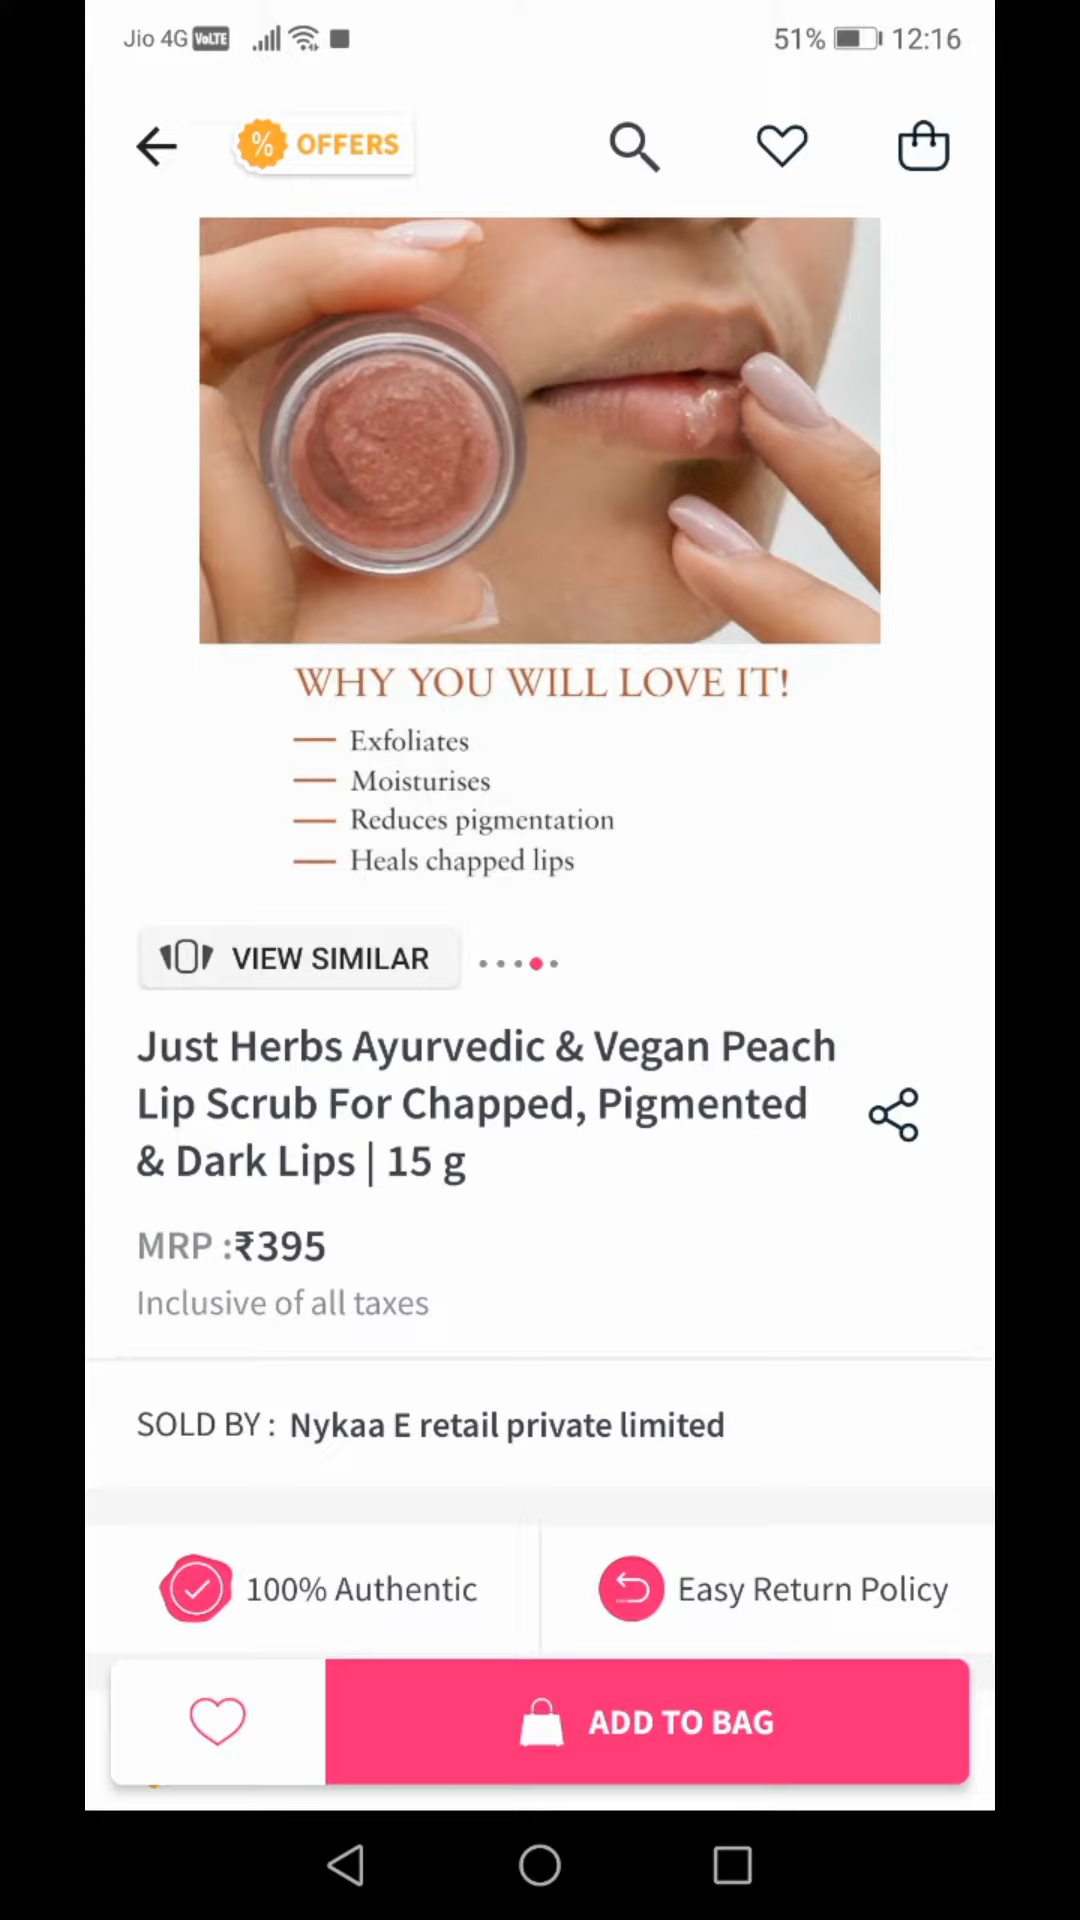 Jio 4G VoLTE 51% 12:16
% OFFERS
WHY YOU WILL LOVE IT!
Exfoliates
Moisturises
Reduces pigmentation
Heals chapped lips
VIEW SIMILAR
Just Herbs Ayurvedic & Vegan Peach
Lip Scrub For Chapped, Pigmented
& Dark Lips | 15 g
MRP :₹395
Inclusive of all taxes
SOLD BY : Nykaa E retail private limited
100% Authentic Easy Return Policy
ADD TO BAG